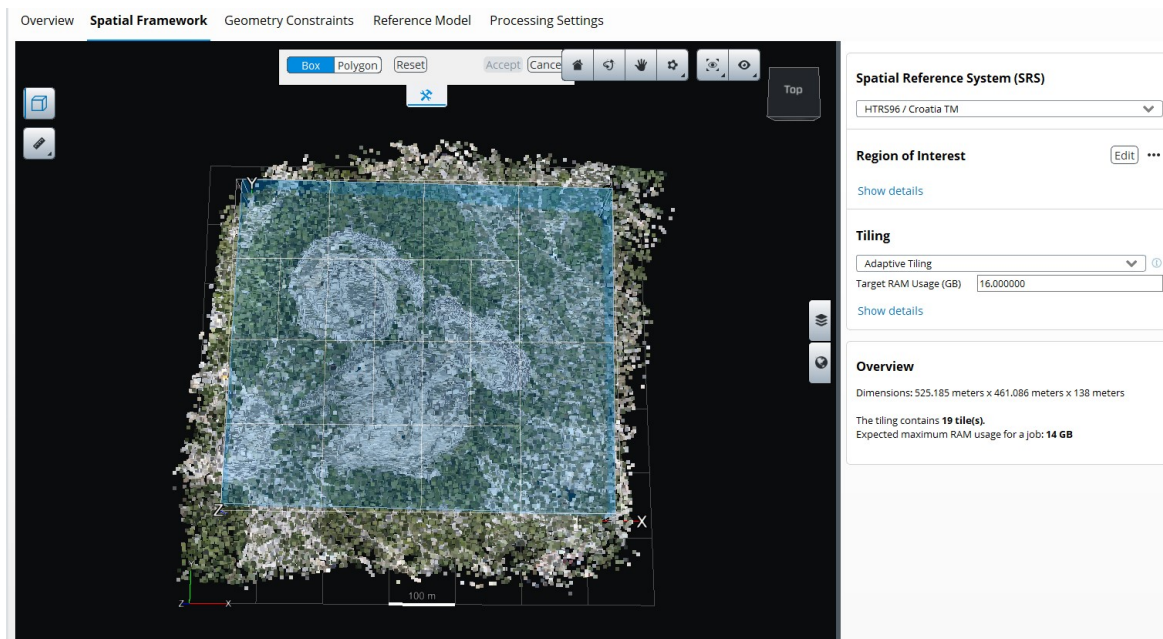 Overview Spatial Framework Geometry Constraints Reference Model Processing Settings
Box Polygon Reset Accept Cance
Top
Y
Z
X
Z X
100 m
Spatial Reference System (SRS)
HTRS96 / Croatia TM
Region of Interest Edit
Show details
Tiling
Adaptive Tiling
Target RAM Usage (GB) 16.000000
Show details
Overview
Dimensions: 525.185 meters x 461.086 meters x 138 meters
The tiling contains 19 tile(s).
Expected maximum RAM usage for a job: 14 GB